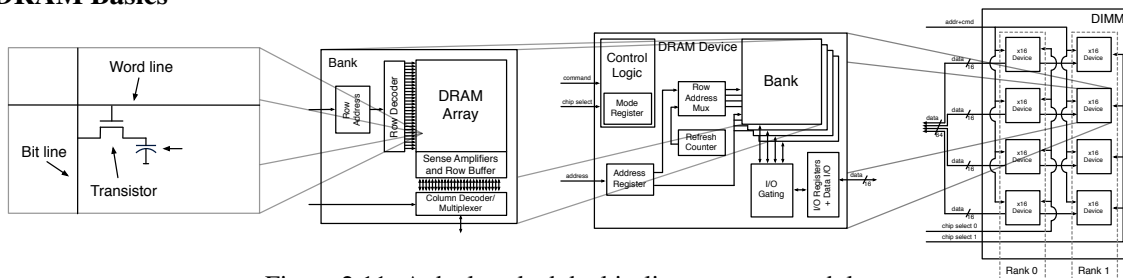 DRAM Basics
Word line
Bit line
Transistor
Bank
Row
Address
Row Decoder
DRAM
Array
Sense Amplifiers
and Row Buffer
Column Decoder/
Multiplexer
DRAM Device
command
chip select
address
Control
Logic
Mode
Register
Row
Address
Mux
Refresh
Counter
Address
Register
Bank
I/O
Gating
I/O Registers
+ Data I/O
data
16
DIMM
addr+cmd
data
16
data
16
data
64
data
16
data
16
x16
Device
x16
Device
x16
Device
x16
Device
x16
Device
x16
Device
x16
Device
x16
Device
chip select 0
chip select 1
Rank 0
Rank 1